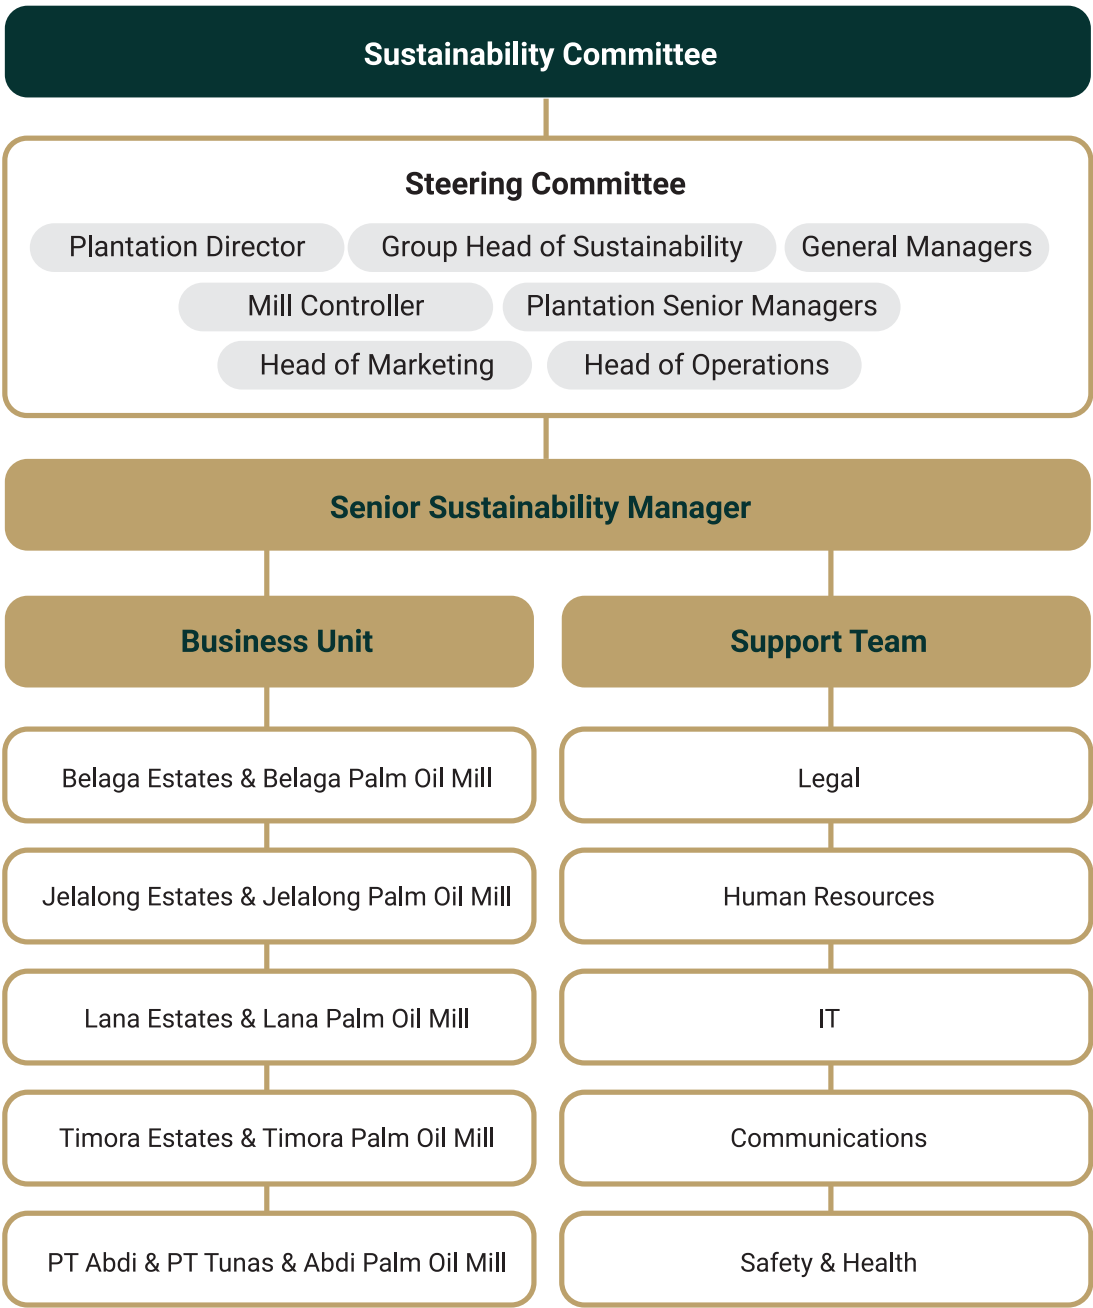 Sustainability Committee
Steering Committee
Plantation Director
Group Head of Sustainability
General Managers
Mill Controller
Plantation Senior Managers
Head of Marketing
Head of Operations
Senior Sustainability Manager
Business Unit
Support Team
Belaga Estates & Belaga Palm Oil Mill
Legal
Jelalong Estates & Jelalong Palm Oil Mill
Human Resources
Lana Estates & Lana Palm Oil Mill
IT
Timora Estates & Timora Palm Oil Mill
Communications
PT Abdi & PT Tunas & Abdi Palm Oil Mill
Safety & Health